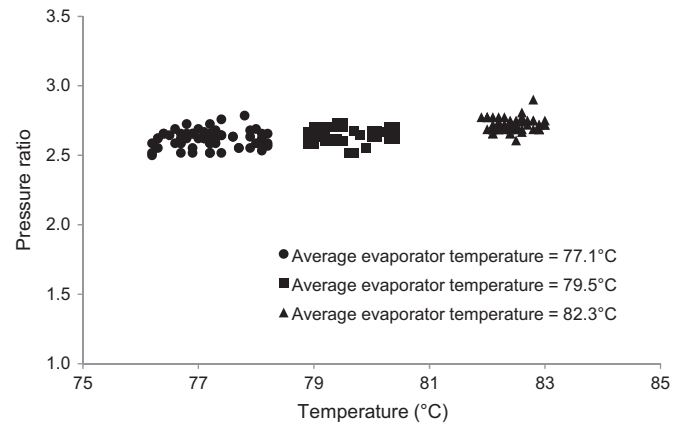 3.5
3.0
2.5
2.0
1.5
1.0
Pressure ratio
Average evaporator temperature = 77.1°C
Average evaporator temperature = 79.5°C
Average evaporator temperature = 82.3°C
75 77 79 81 83 85
Temperature (°C)